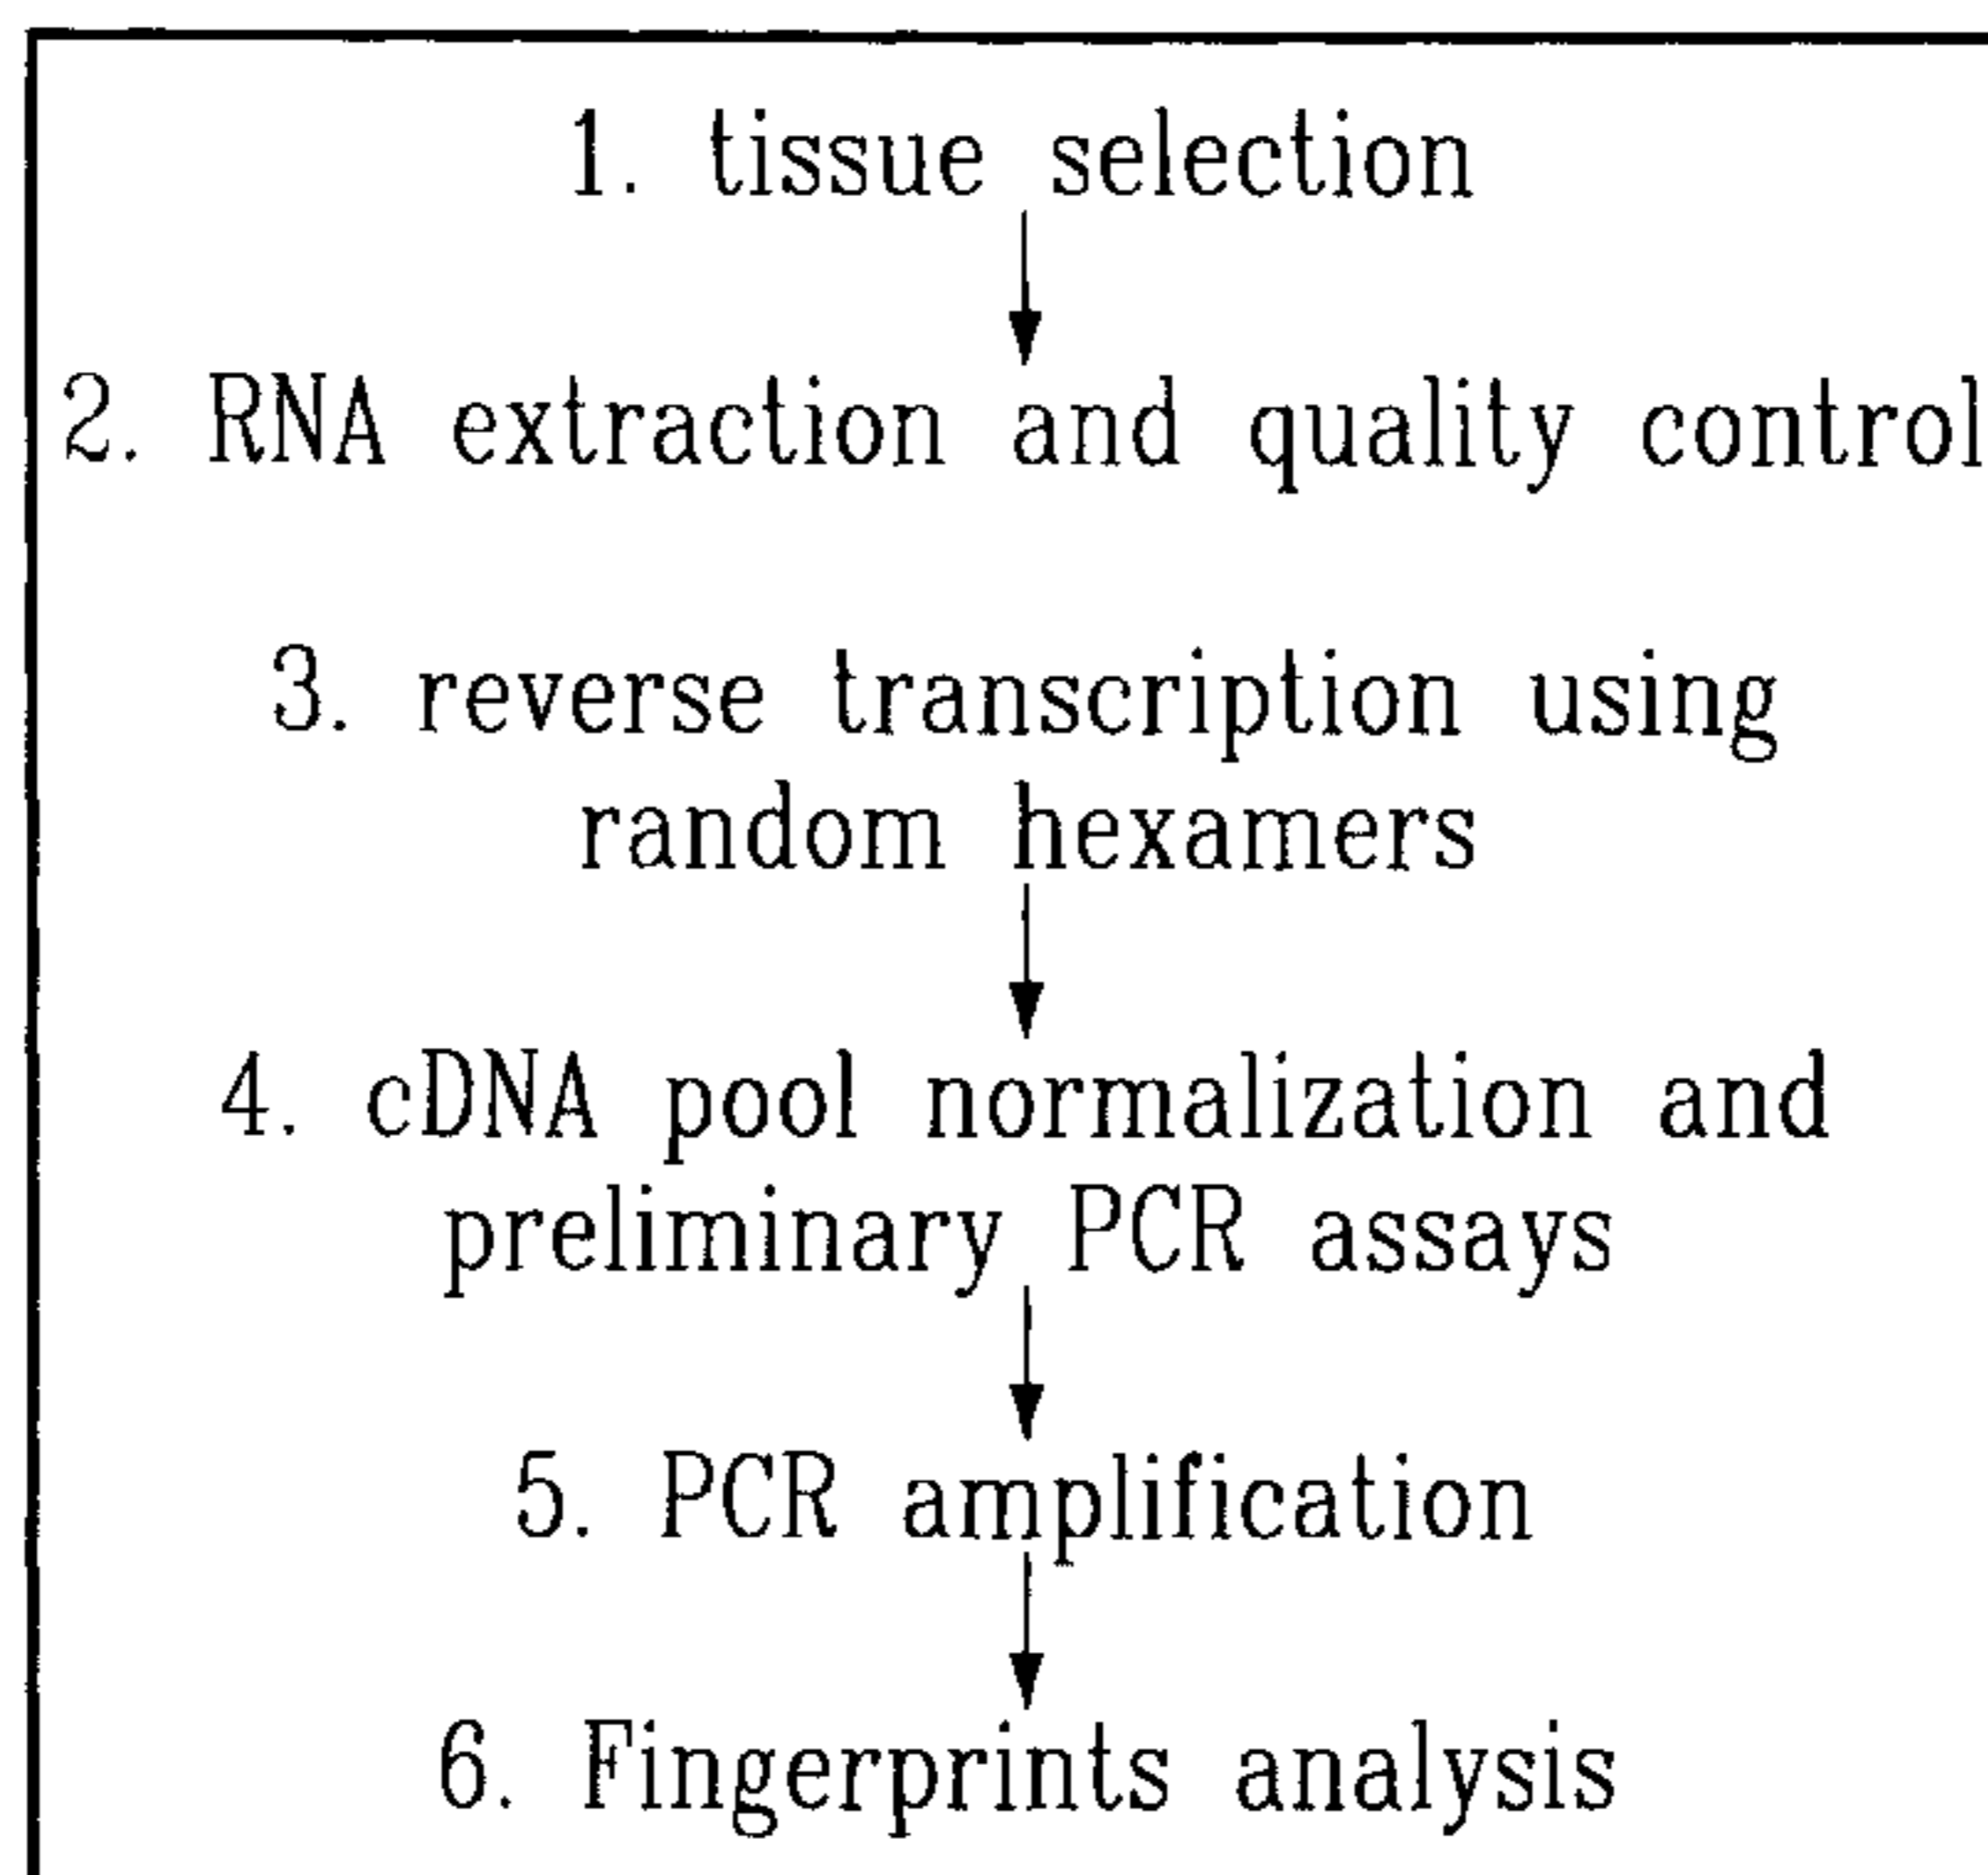 1. tissue selection
2. RNA extraction and quality control
3. reverse transcription using
random hexamers
4. cDNA pool normalization and
preliminary PCR assays
5. PCR amplification
6. Fingerprints analysis